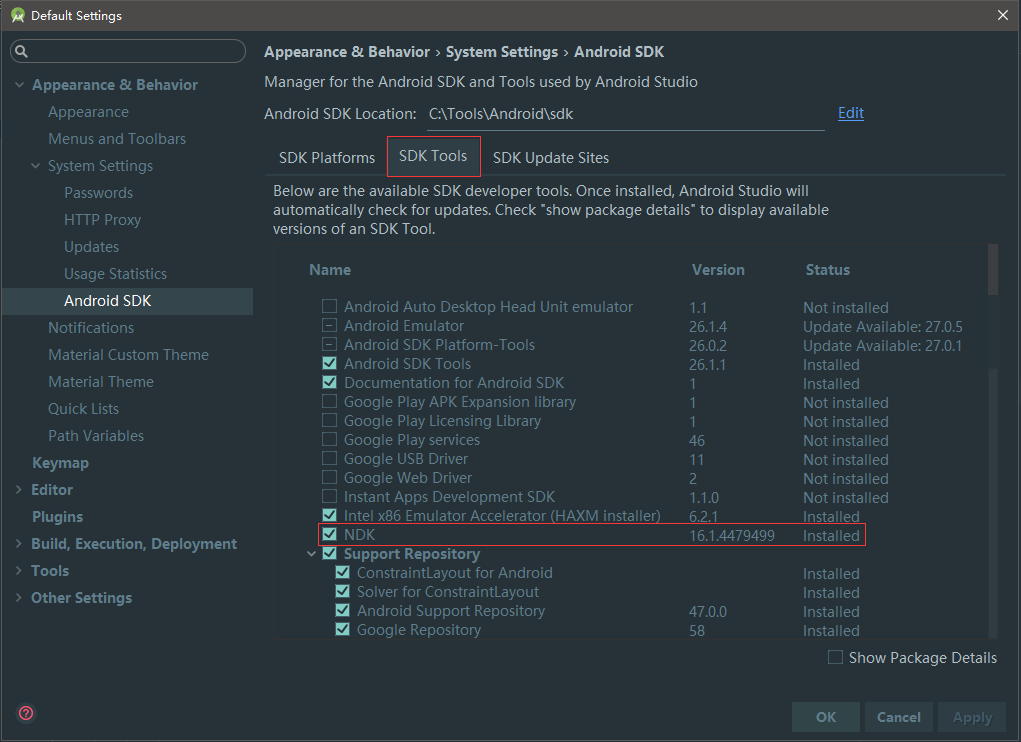 Default Settings
Appearance & Behavior
Appearance
Menus and Toolbars
System Settings
Passwords
HTTP Proxy
Updates
Usage Statistics
Android SDK
Notifications
Material Custom Theme
Material Theme
Quick Lists
Path Variables
Keymap
Editor
Plugins
Build, Execution, Deployment
Tools
Other Settings
Appearance & Behavior › System Settings › Android SDK
Manager for the Android SDK and Tools used by Android Studio
Android SDK Location: C:\Tools\Android\sdk Edit
SDK Platforms SDK Tools SDK Update Sites
Below are the available SDK developer tools. Once installed, Android Studio will
automatically check for updates. Check "show package details" to display available
versions of an SDK Tool.
Name Version Status
Android Auto Desktop Head Unit emulator 1.1 Not installed
Android Emulator 26.1.4 Update Available: 27.0.5
Android SDK Platform-Tools 26.0.2 Update Available: 27.0.1
Android SDK Tools 26.1.1 Installed
Documentation for Android SDK 1 Installed
Google Play APK Expansion library 1 Not installed
Google Play Licensing Library 1 Not installed
Google Play services 46 Not installed
Google USB Driver 11 Not installed
Google Web Driver 2 Not installed
Instant Apps Development SDK 1.1.0 Not installed
Intel x86 Emulator Accelerator (HAXM installer) 6.2.1 Installed
NDK 16.1.4479499 Installed
Support Repository
ConstraintLayout for Android Installed
Solver for ConstraintLayout Installed
Android Support Repository 47.0.0 Installed
Google Repository 58 Installed
Show Package Details
OK Cancel Apply